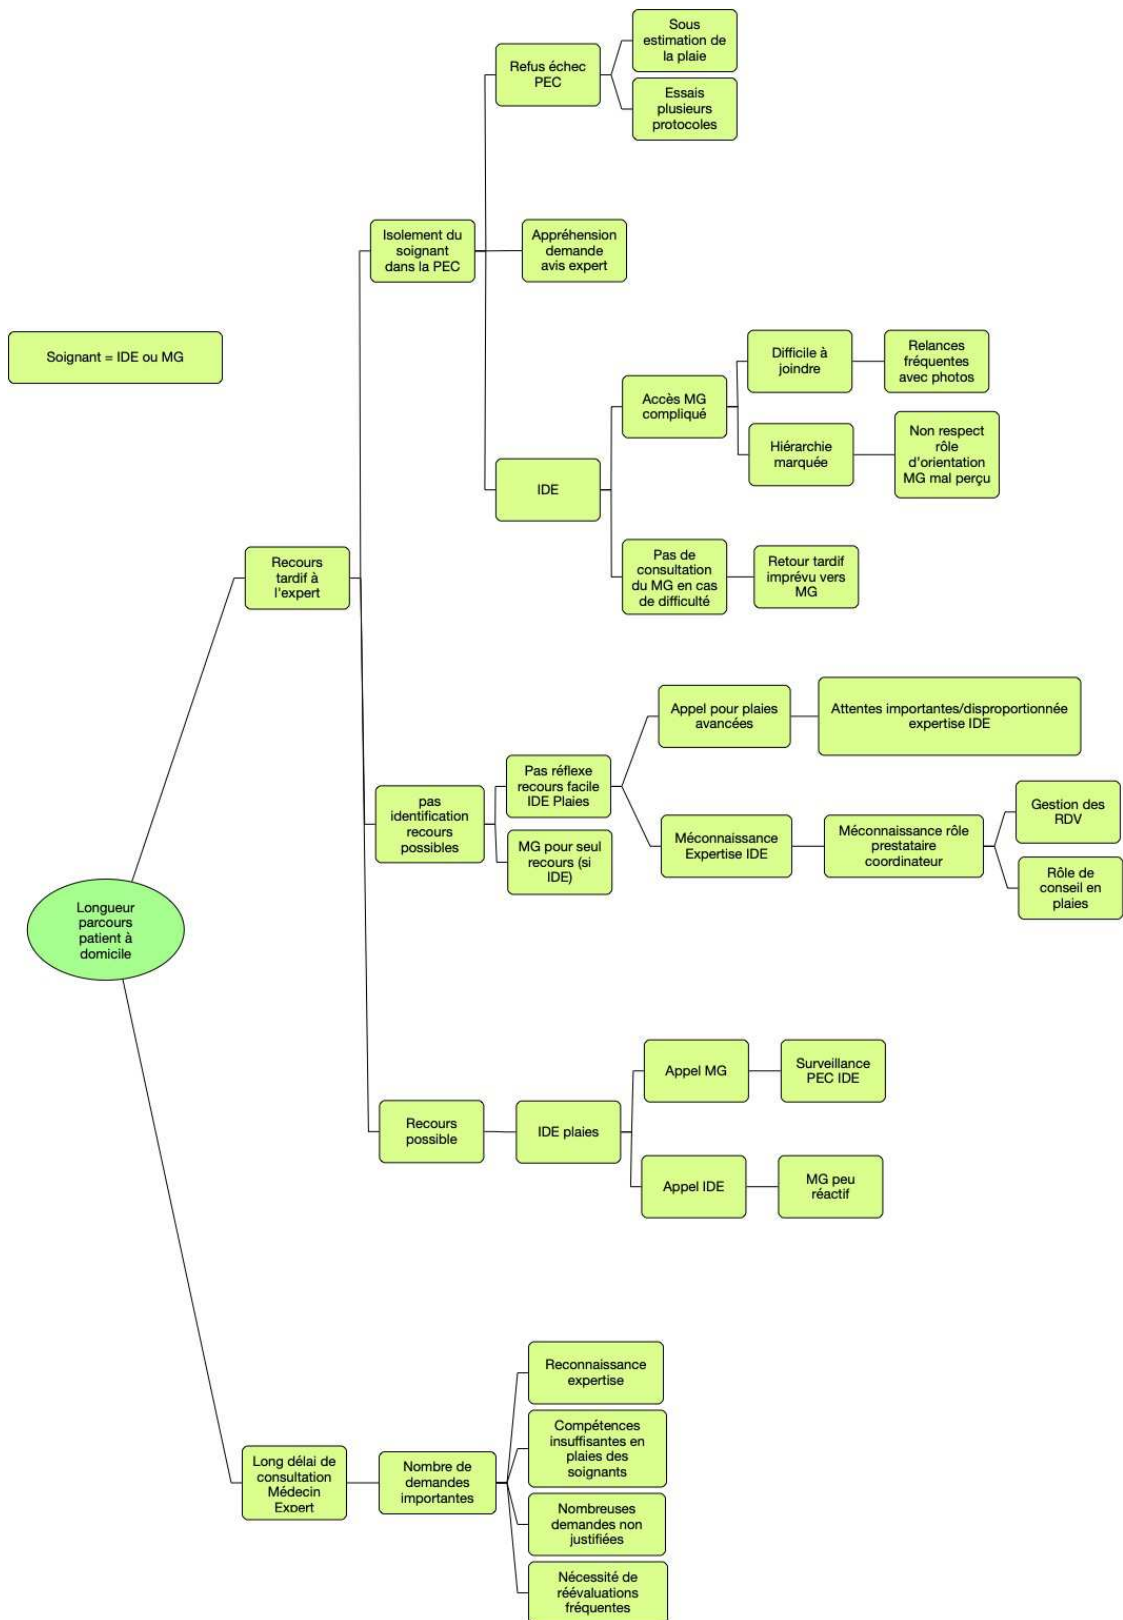 Sous
estimation de
la plaie
Refus échec
PEC
Essais
plusieurs
protocoles
Isolement du
soignant
dans la PEC
Appréhension
demande
avis expert
Soignant = IDE ou MG
Difficile à
joindre
Relances
fréquentes
avec photos
Accès MG
compliqué
Hiérarchie
marquée
Non respect
rôle
d'orientation
MG mal perçu
IDE
Recours
tardif à
l'expert
Pas de
consultation
du MG en cas
de difficulté
Retour tardif
imprévu vers
MG
Appel pour plaies
avancées
Attentes importantes/disproportionnée
expertise IDE
Pas réflexe
recours facile
IDE Plaies
pas
identification
recours
possibles
MG pour seul
recours (si
IDE)
Méconnaissance
Expertise IDE
Méconnaissance rôle
prestataire
coordinateur
Gestion des
RDV
Rôle de
conseil en
plaies
Longueur
parcours
patient à
domicile
Appel MG
Surveillance
PEC IDE
Recours
possible
IDE plaies
Appel IDE
MG peu
réactif
Reconnaissance
expertise
Compétences
insuffisantes en
plaies des
soignants
Long délai de
consultation
Médecin
Expert
Nombre de
demandes
importantes
Nombreuses
demandes non
justifiées
Nécessité de
réévaluations
fréquentes